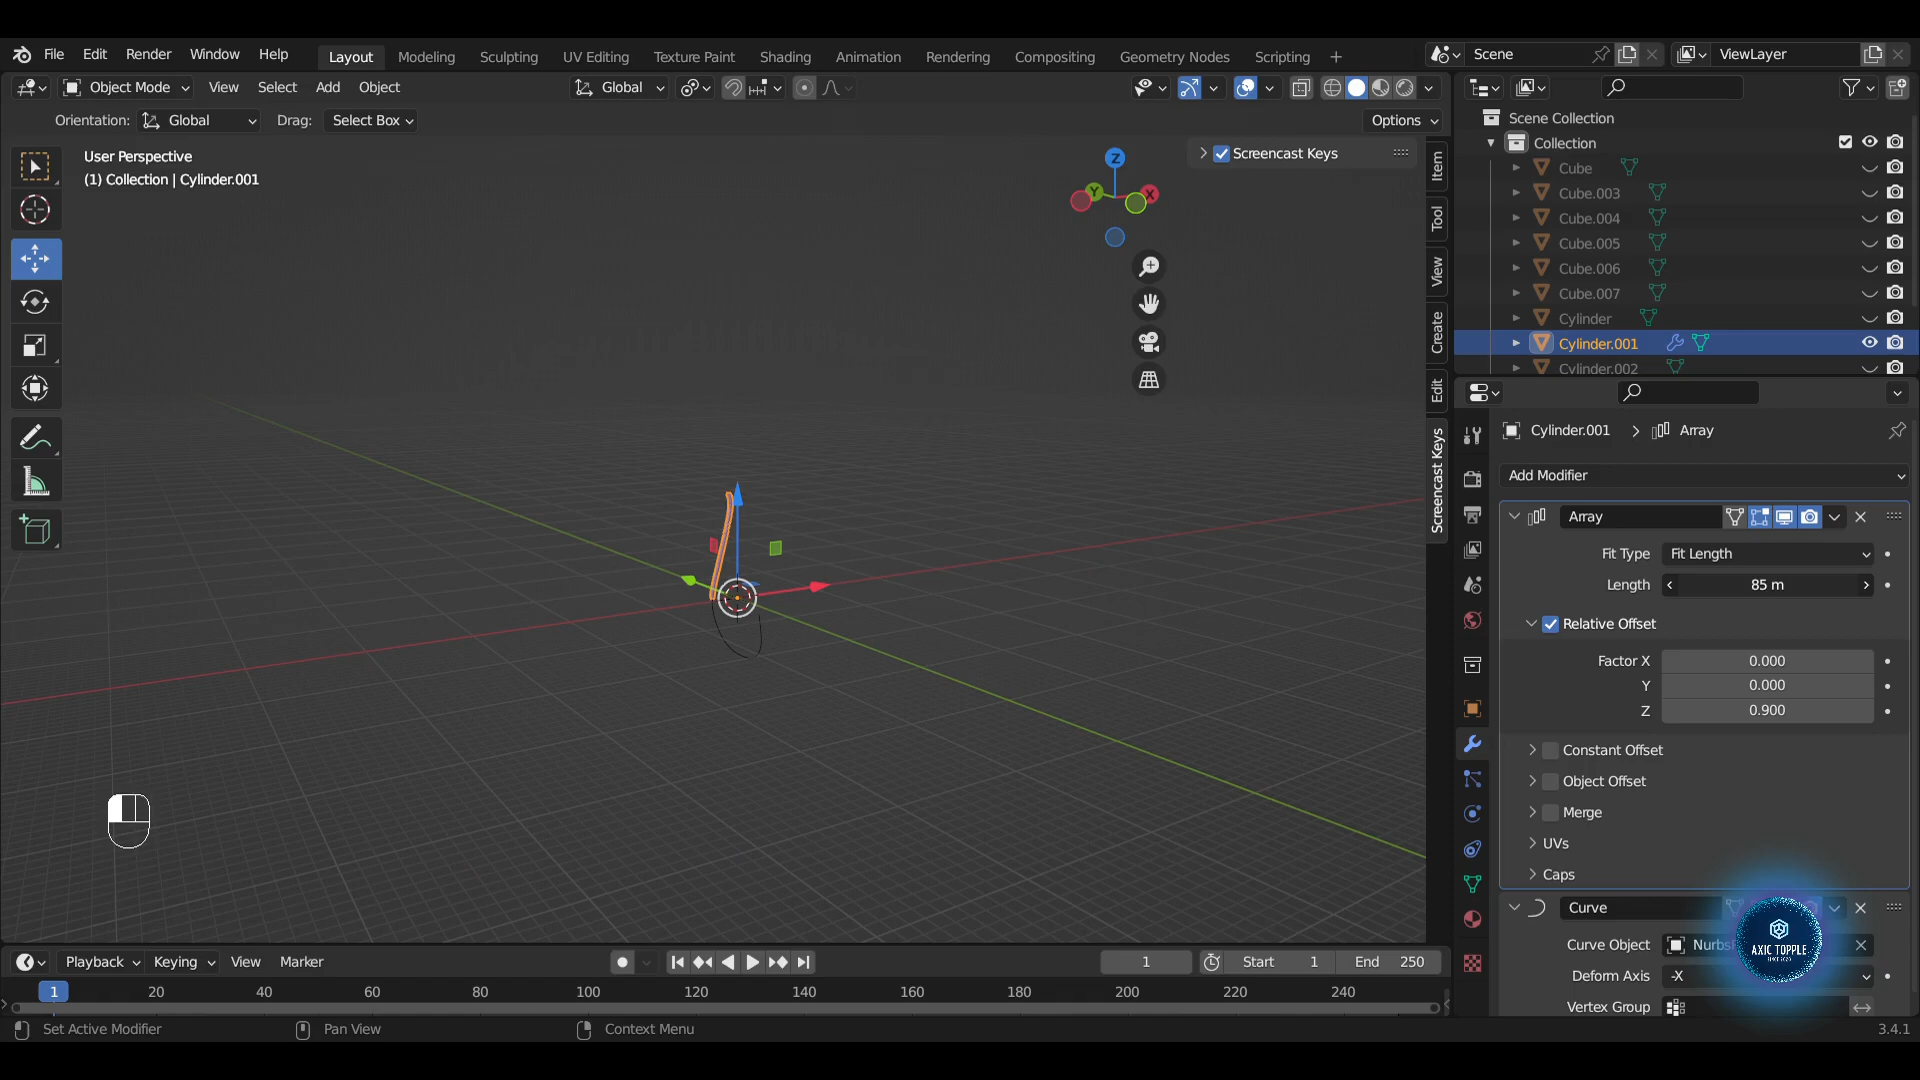 File Edit Render Window Help Layout Modeling Sculpting UV Editing Texture Paint Shading Animation Rendering Compositing Geometry Nodes Scripting + Scene ViewLayer
Object Mode View Select Add Object Global
Orientation: Global Drag: Select Box Options
User Perspective
(1) Collection | Cylinder.001
Screencast Keys
Z
Y
X
Item
Tool
View
Create
Edit
Screencast Keys
Scene Collection
Collection
Cube
Cube.003
Cube.004
Cube.005
Cube.006
Cube.007
Cylinder
Cylinder.001
Cylinder.002
Cylinder.001 > Array
Add Modifier
Array
Fit Type Fit Length
Length 85 m
Relative Offset
Factor X 0.000
Y 0.000
Z 0.900
Constant Offset
Object Offset
Merge
UVs
Caps
Curve
Curve Object
Deform Axis -X
Vertex Group
AXIC TOPPLE
Playback Keying View Marker 1 Start 1 End 250
1 20 40 60 80 100 120 140 160 180 200 220 240
Set Active Modifier Pan View Context Menu 3.4.1